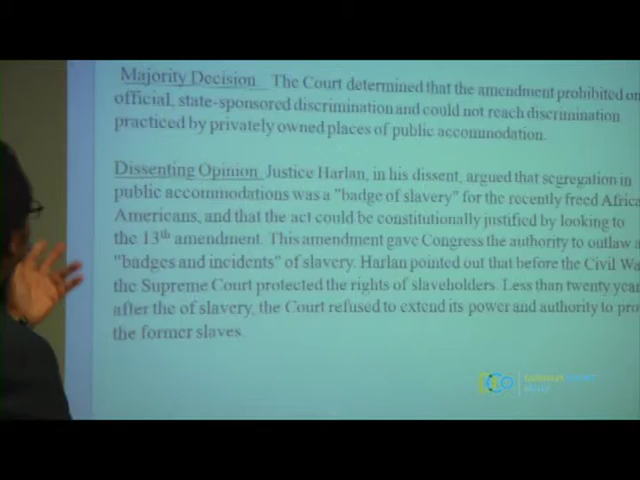 Majority Decision The Court determined that the amendment prohibited on
official, state-sponsored discrimination and could not reach discrimination
practiced by privately owned places of public accommodation.
Dissenting Opinion Justice Harlan, in his dissent, argued that segregation in
public accommodations was a "badge of slavery" for the recently freed Africa
Americans, and that the act could be constitutionally justified by looking to
the 13th amendment. This amendment gave Congress the authority to outlaw a
"badges and incidents" of slavery. Harlan pointed out that before the Civil Wa
the Supreme Court protected the rights of slaveholders. Less than twenty year
after the of slavery, the Court refused to extend its power and authority to pro
the former slaves.